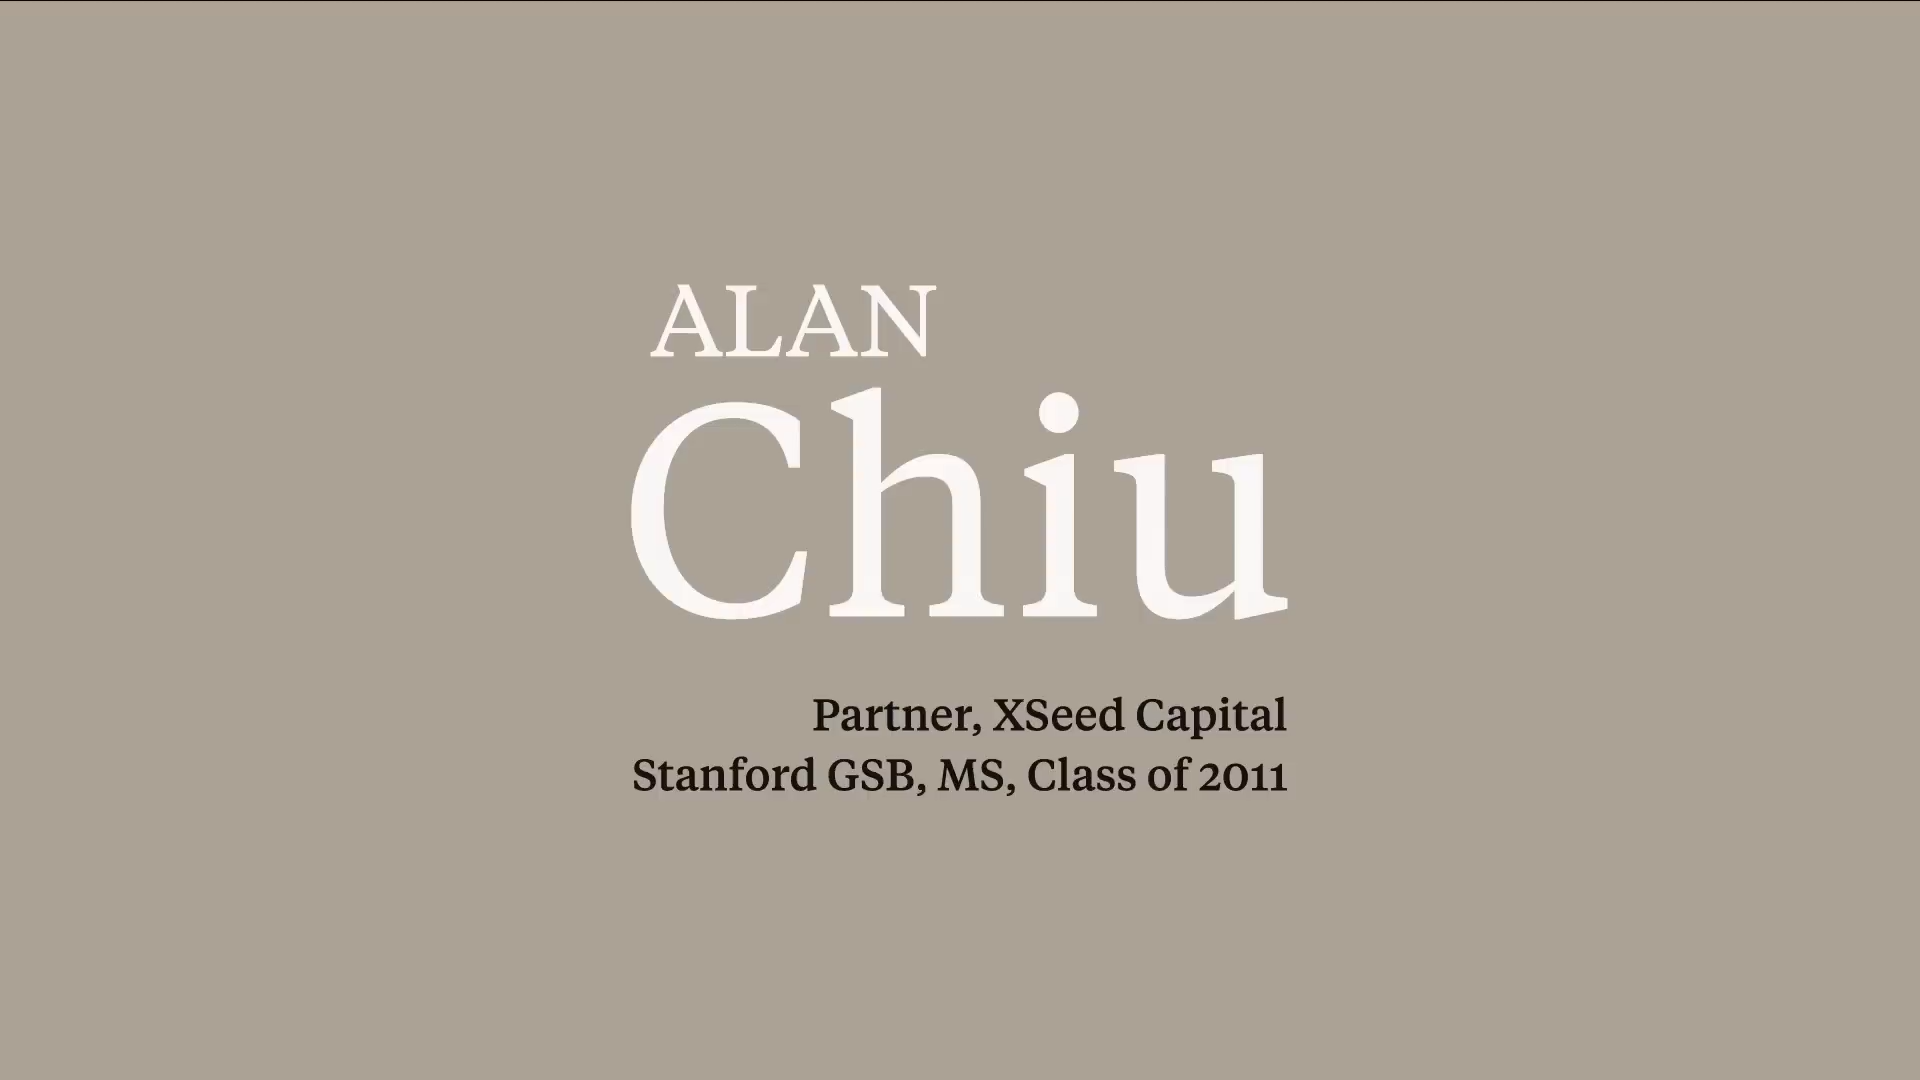 ALAN
Chiu
Partner, XSeed Capital
Stanford GSB, MS, Class of 2011